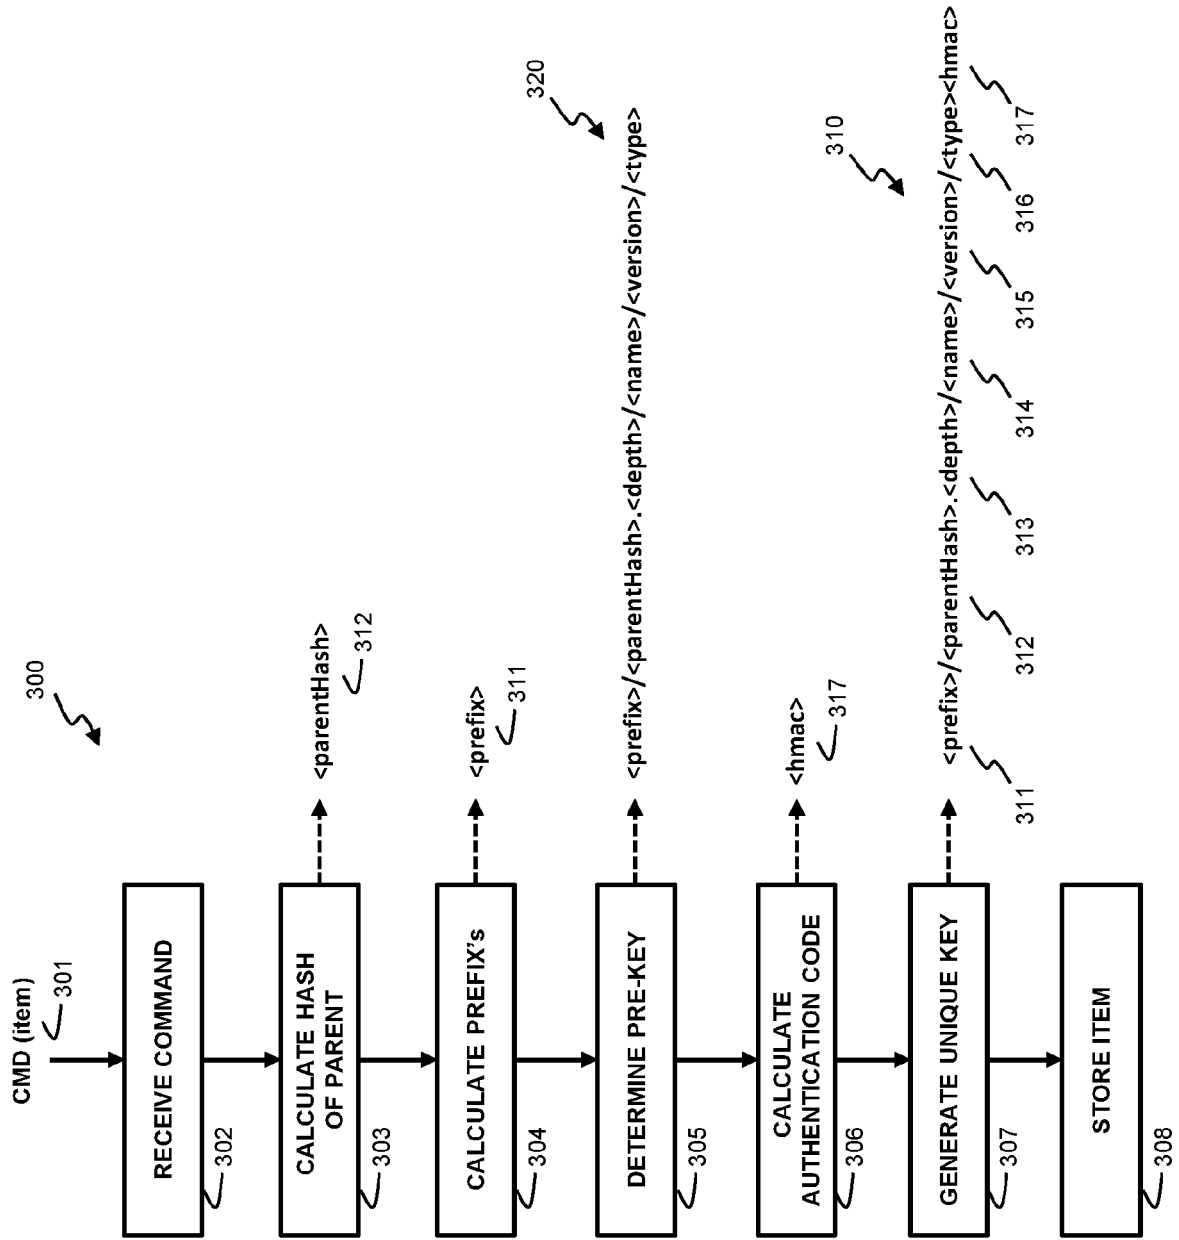 300
CMD (item)
301
RECEIVE COMMAND
302
CALCULATE HASH
OF PARENT
303
<parentHash>
312
CALCULATE PREFIX's
304
<prefix>
311
DETERMINE PRE-KEY
305
<prefix>/<parentHash>.<depth>/<name>/<version>/<type>
320
CALCULATE
AUTHENTICATION CODE
306
<hmac>
317
GENERATE UNIQUE KEY
307
<prefix>/<parentHash>.<depth>/<name>/<version>/<type><hmac>
310
311
312
313
314
315
316
317
STORE ITEM
308